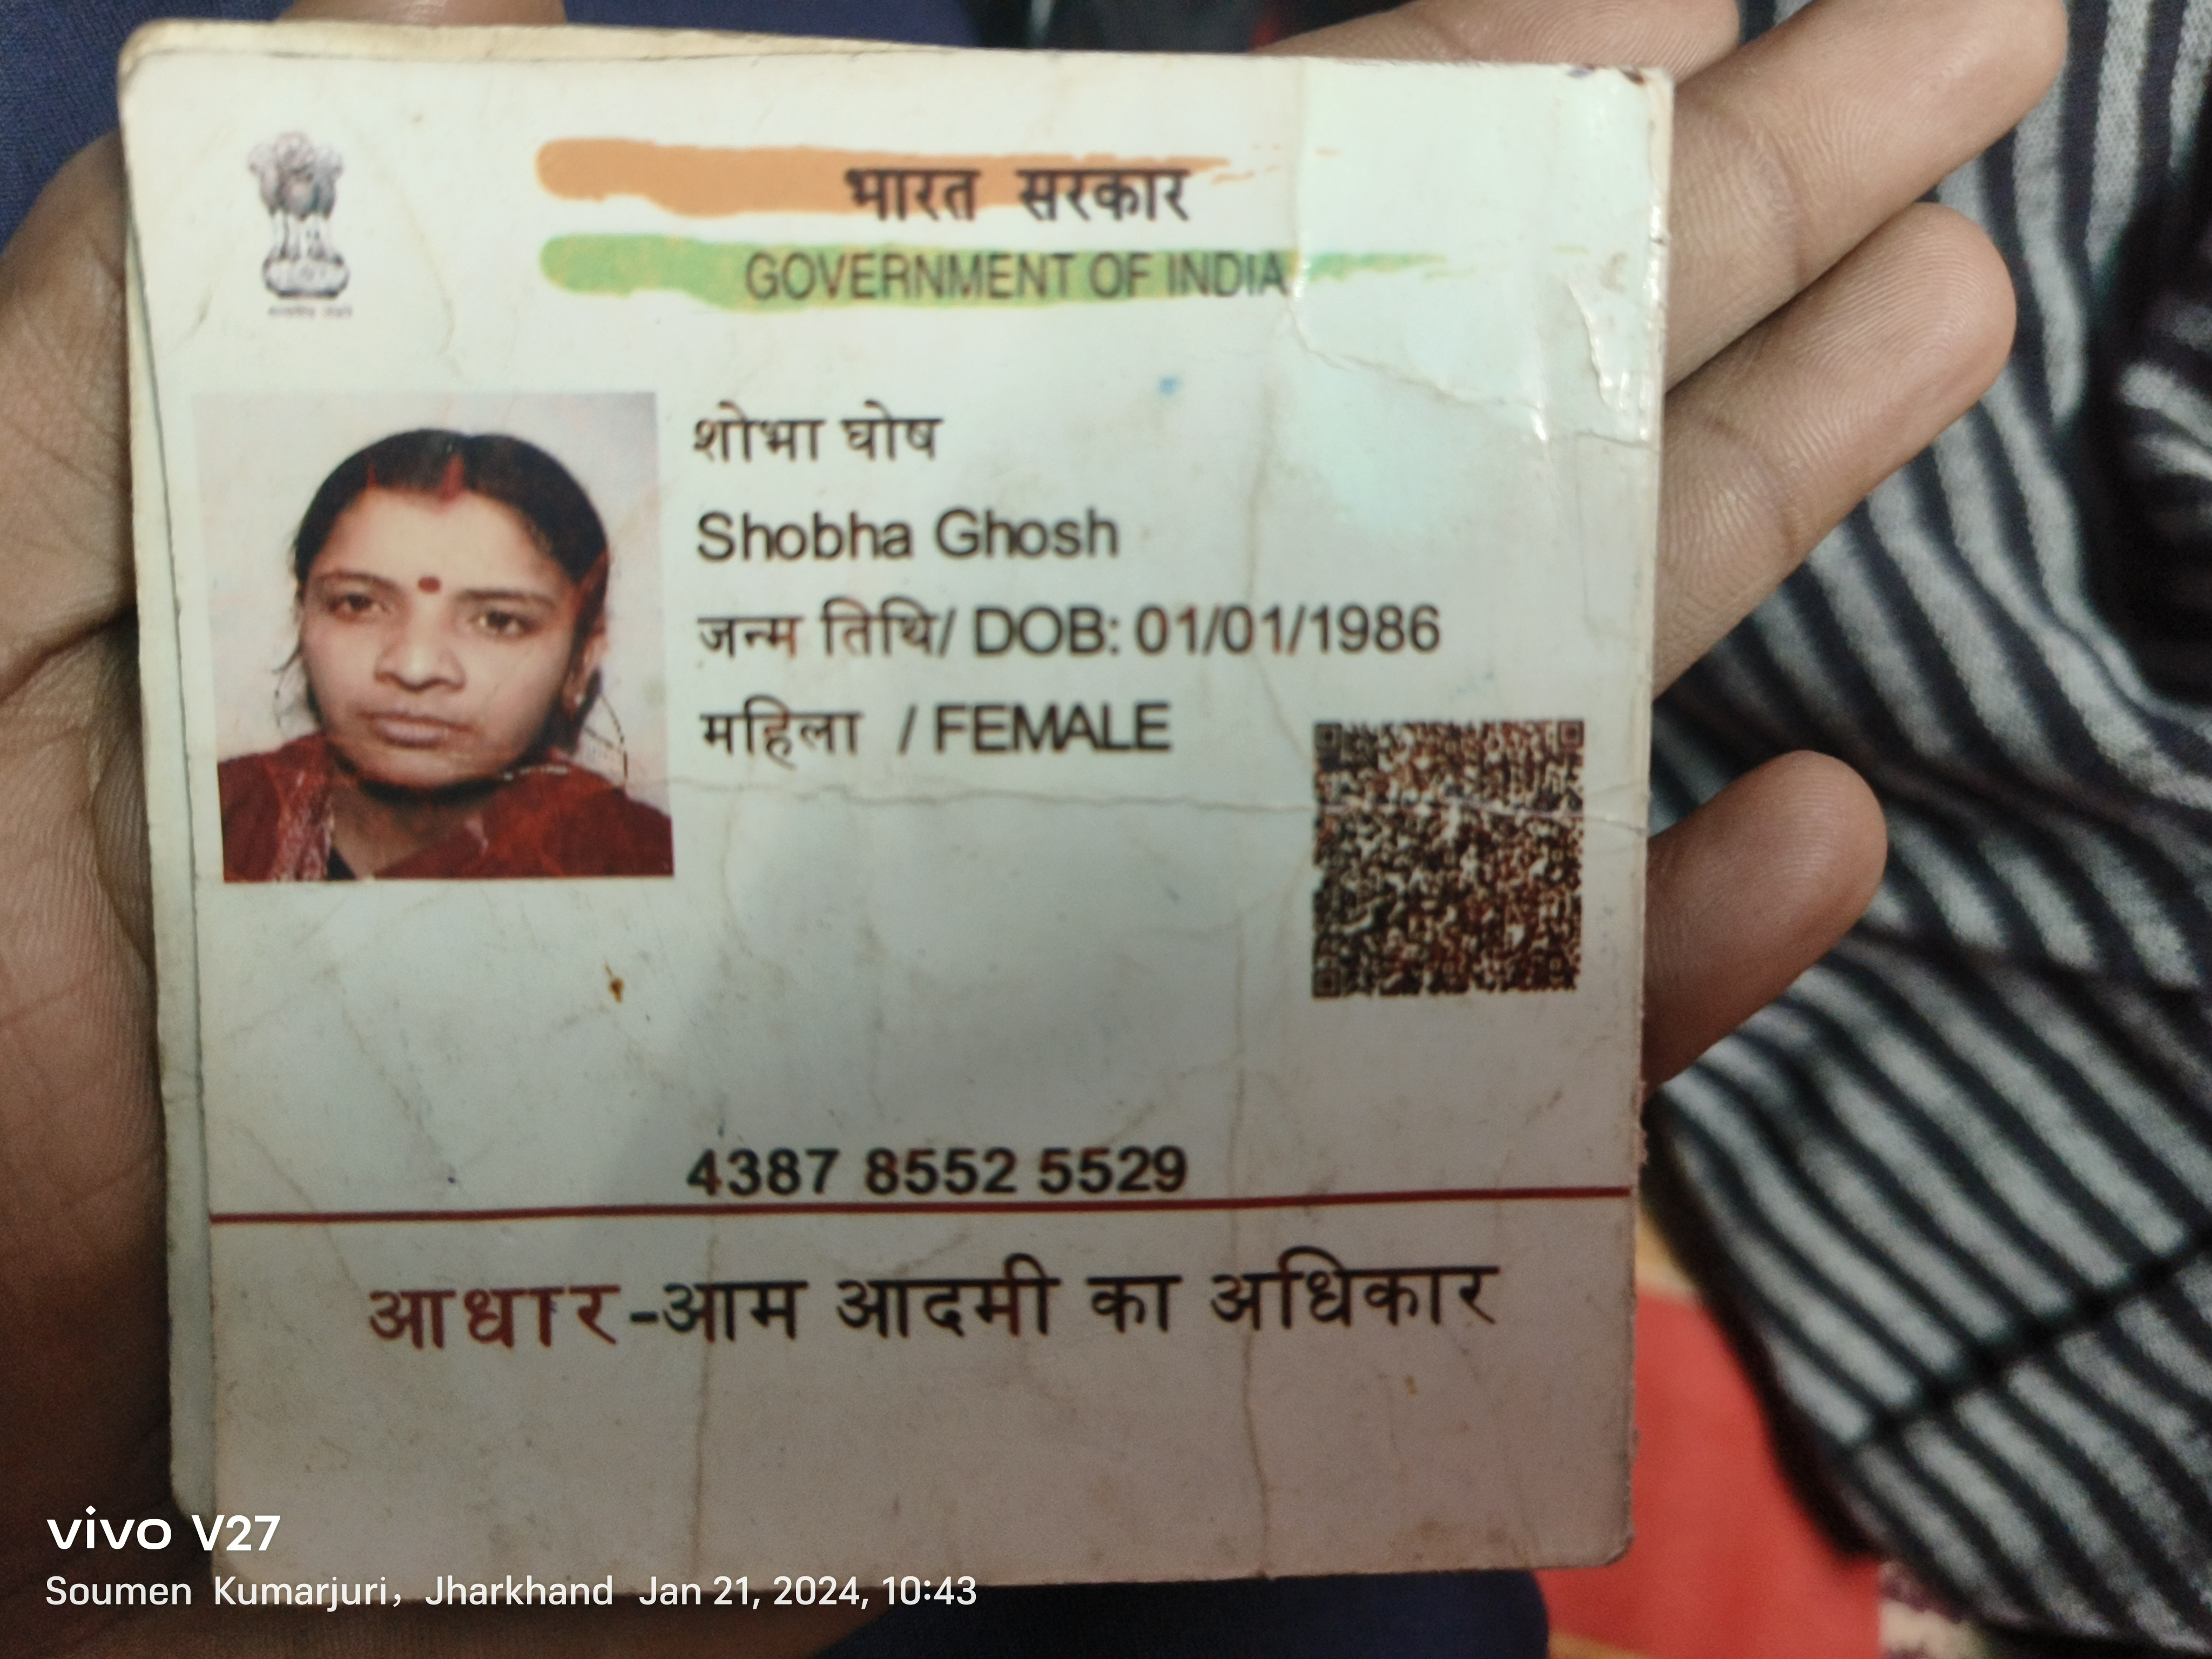 भारत सरकार
GOVERNMENT OF INDIA
शोभा घोष
Shobha Ghosh
जन्म तिथि/ DOB: 01/01/1986
महिला / FEMALE
4387 8552 5529
आधार-आम आदमी का अधिकार
vivo V27
Soumen Kumarjuri, Jharkhand Jan 21, 2024, 10:43